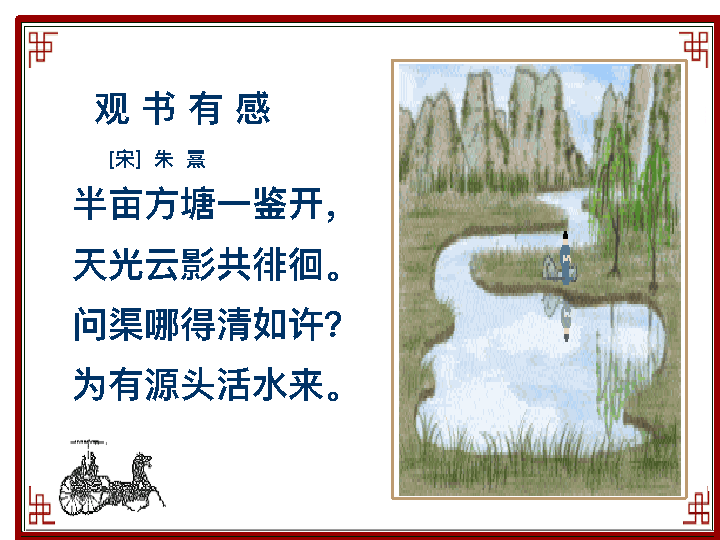 观书有感
[宋] 朱 熹
半亩方塘一鉴开，
天光云影共徘徊。
问渠哪得清如许？
为有源头活水来。